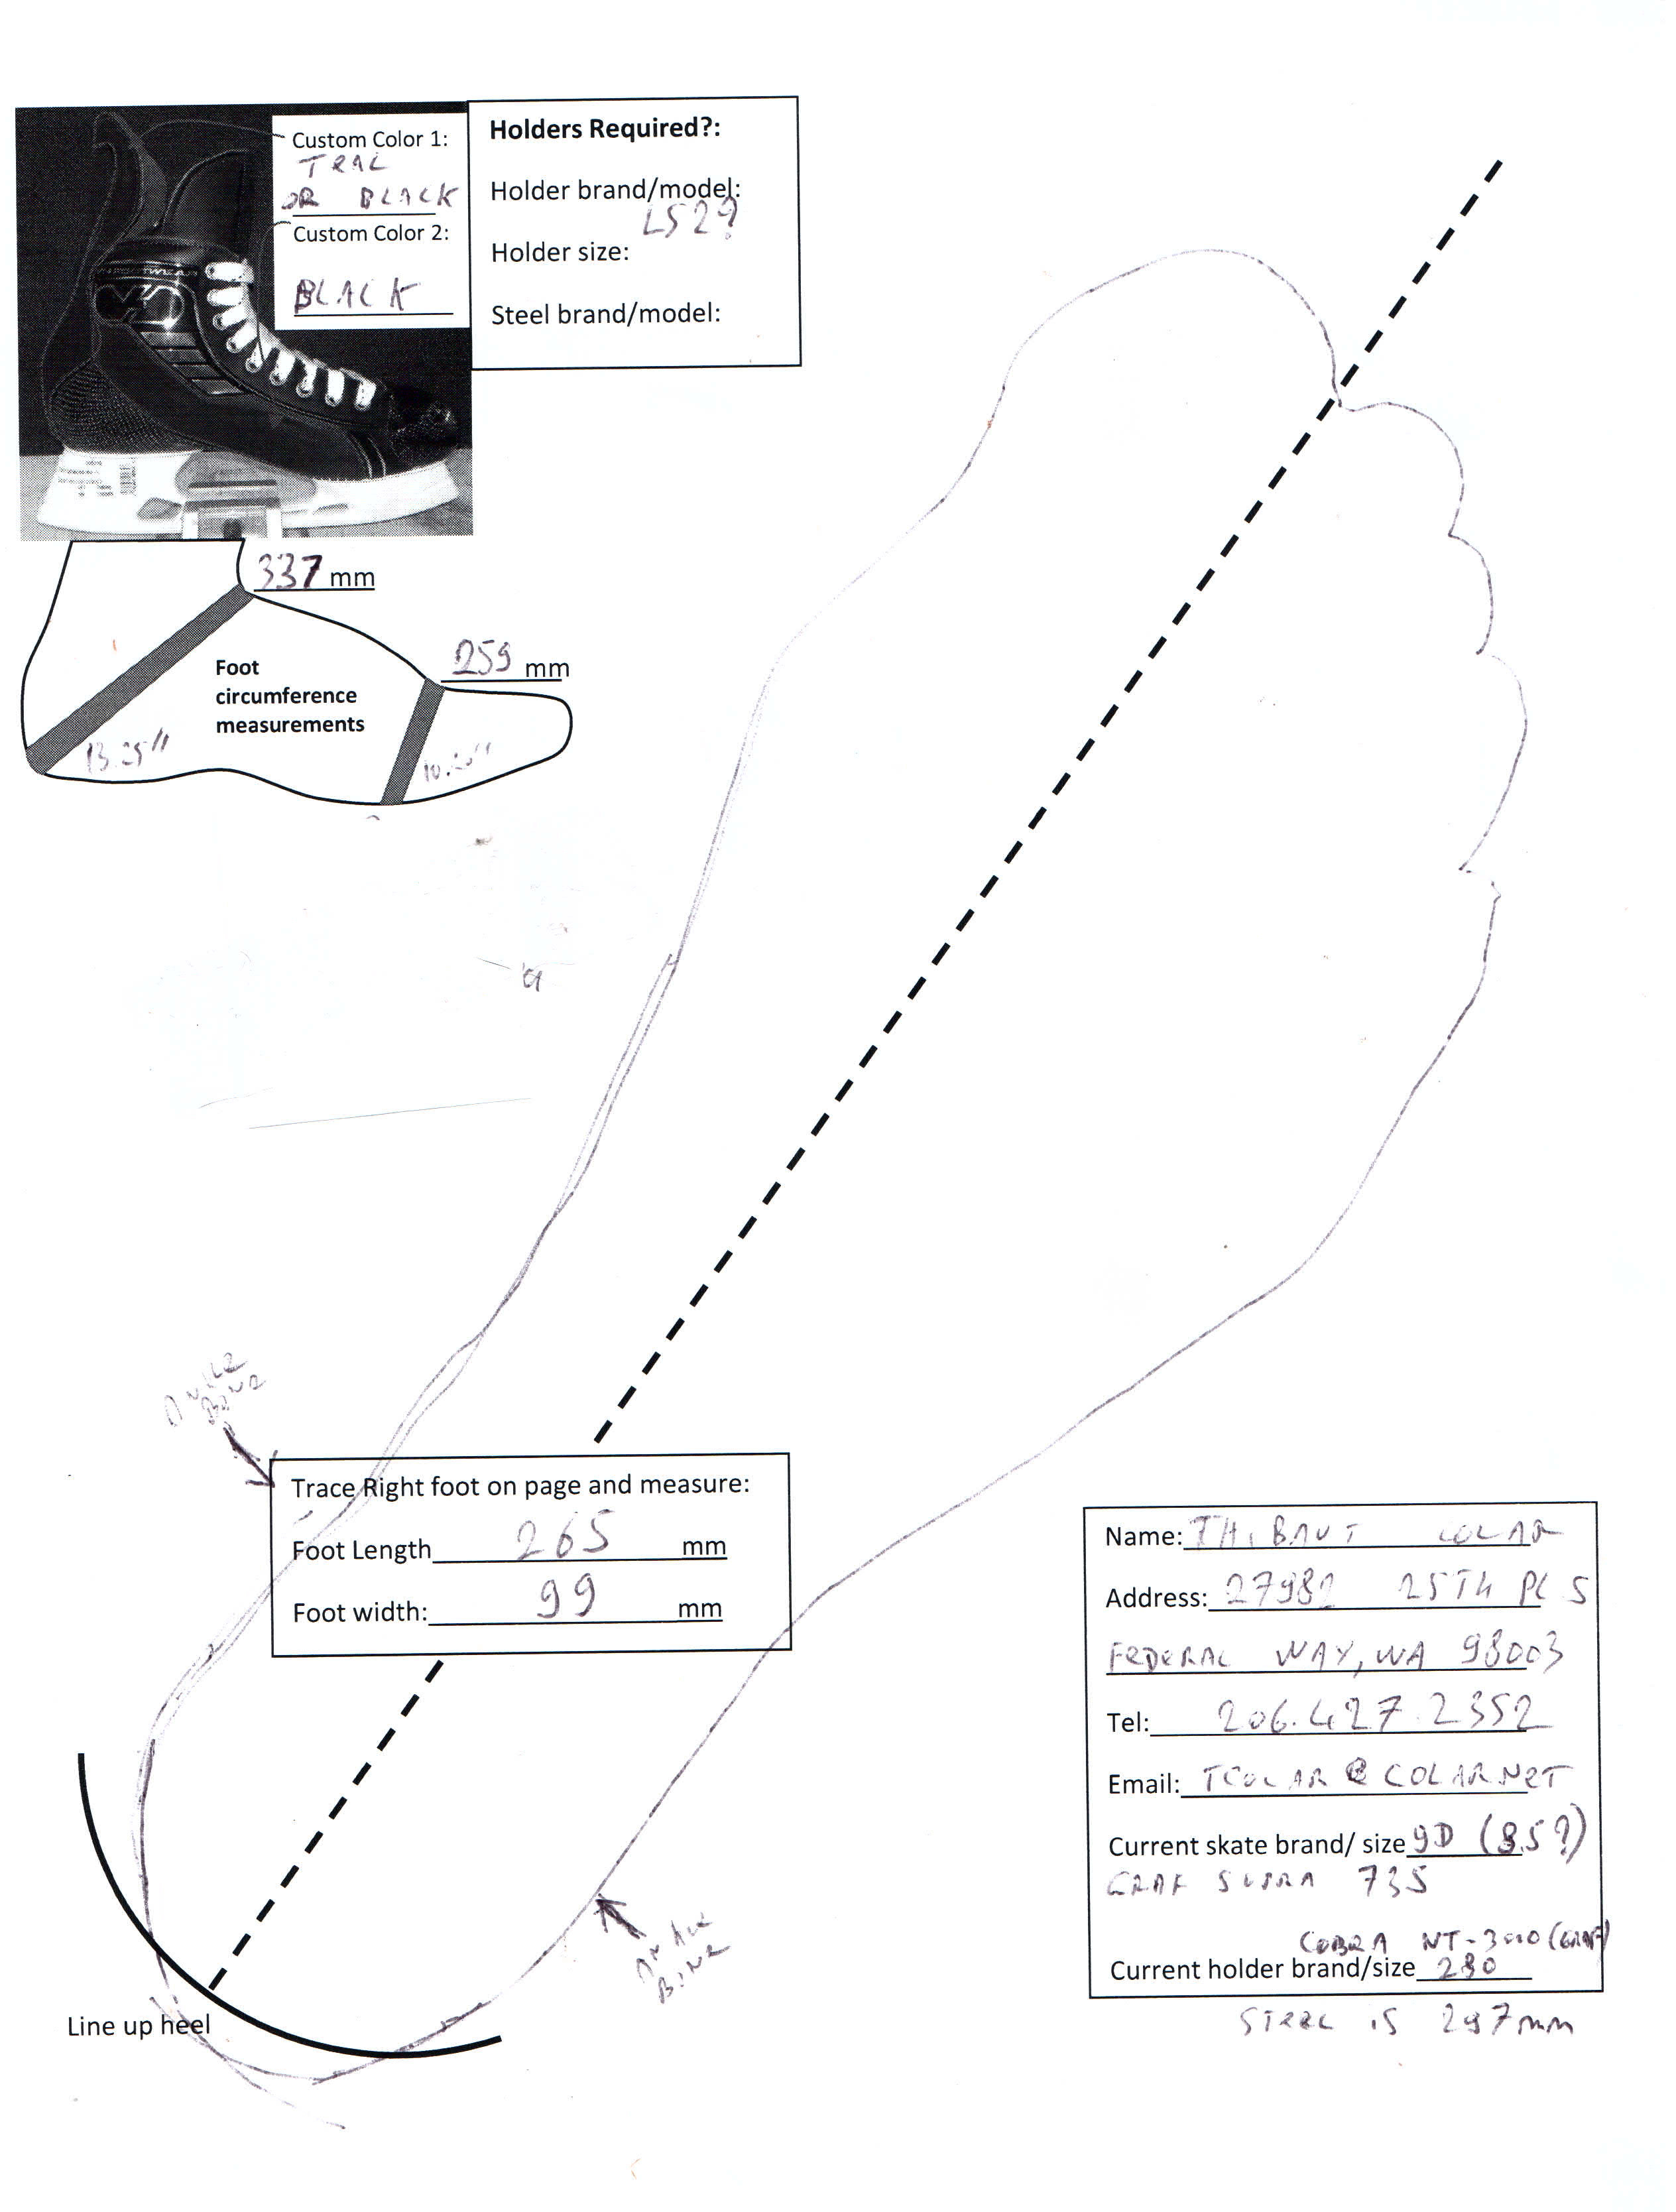 Custom Color 1:
TEAL
OR BLACK
Custom Color 2:
BLACK
Holders Required?:
Holder brand/model:
LS2?
Holder size:
Steel brand/model:
337 mm
259 mm
Foot
circumference
measurements
13.25"
10.20"
ANKLE
BONE
Trace Right foot on page and measure:
Foot Length 265 mm
Foot width: 99 mm
Line up heel
ANKLE
BONE
Name: THIBAUT COLAR
Address: 27982 25TH PL S
FEDERAL WAY, WA 98003
Tel: 206.427.2352
Email: TCOLAR@COLAR.NET
Current skate brand/ size 9D (8.5?)
GRAF SUPRA 735
COBRA NT-3000 (GRAF)
Current holder brand/size 280
STEEL IS 297mm